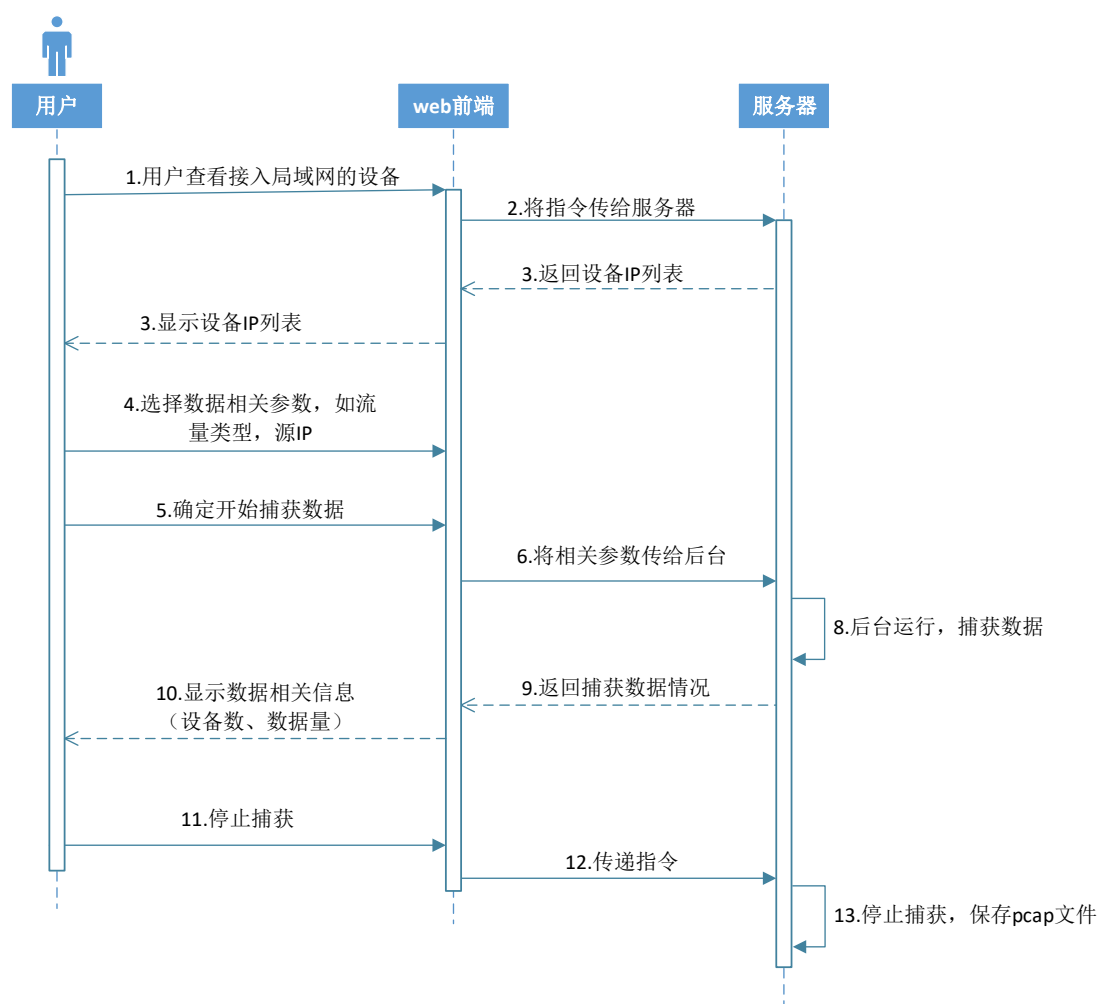 用户
web前端
服务器
1.用户查看接入局域网的设备
2.将指令传给服务器
3.返回设备IP列表
3.显示设备IP列表
4.选择数据相关参数，如流
量类型，源IP
5.确定开始捕获数据
6.将相关参数传给后台
8.后台运行，捕获数据
9.返回捕获数据情况
10.显示数据相关信息
（设备数、数据量）
11.停止捕获
12.传递指令
13.停止捕获，保存pcap文件